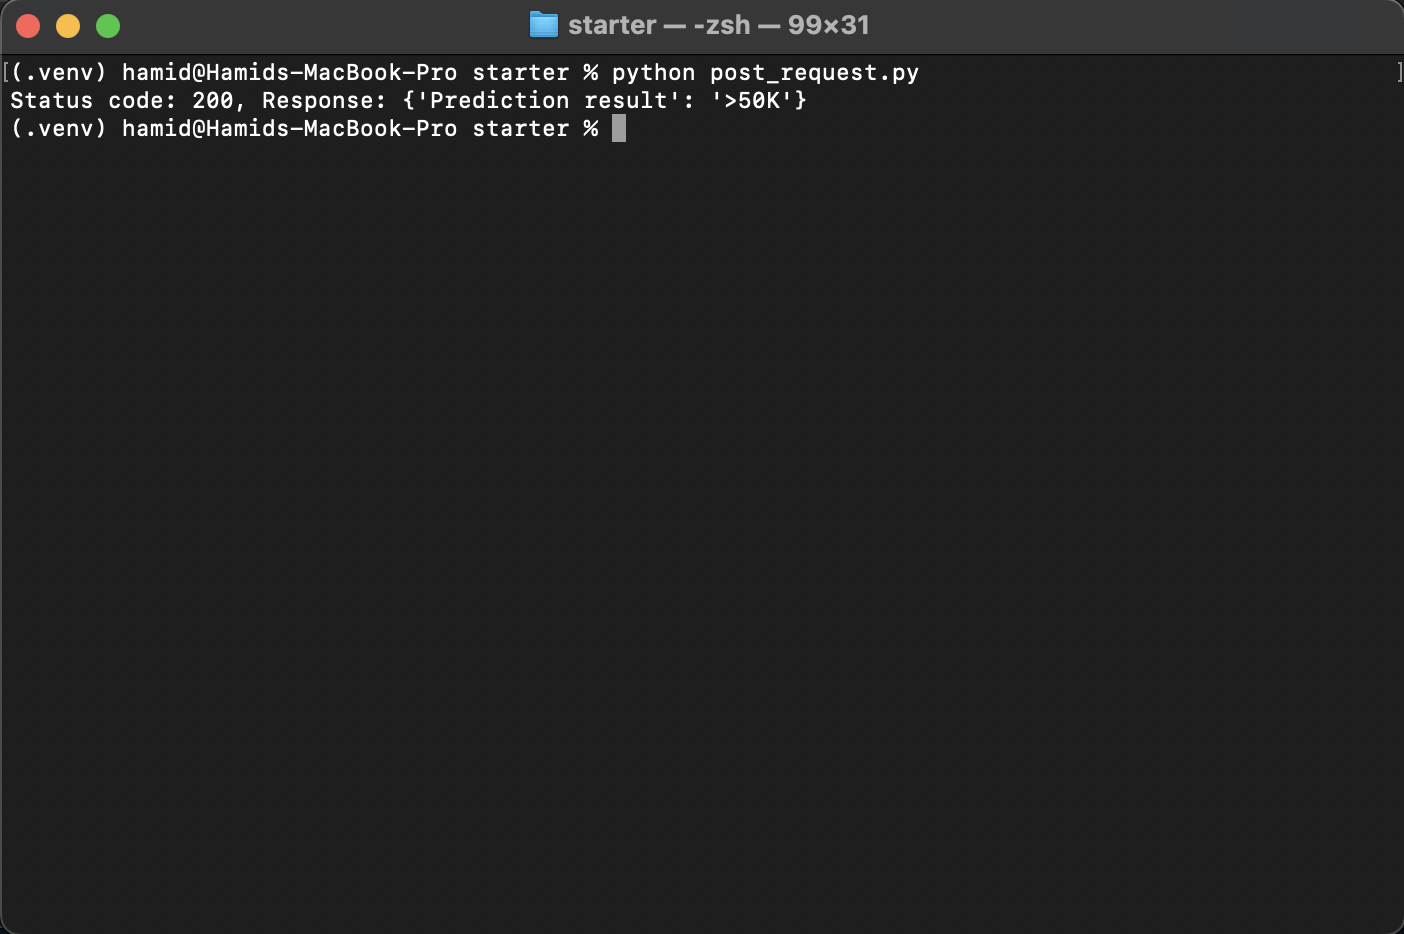 starter — -zsh — 99×31
[(.venv) hamid@Hamids-MacBook-Pro starter % python post_request.py ]
Status code: 200, Response: {'Prediction result': '>50K'}
(.venv) hamid@Hamids-MacBook-Pro starter %